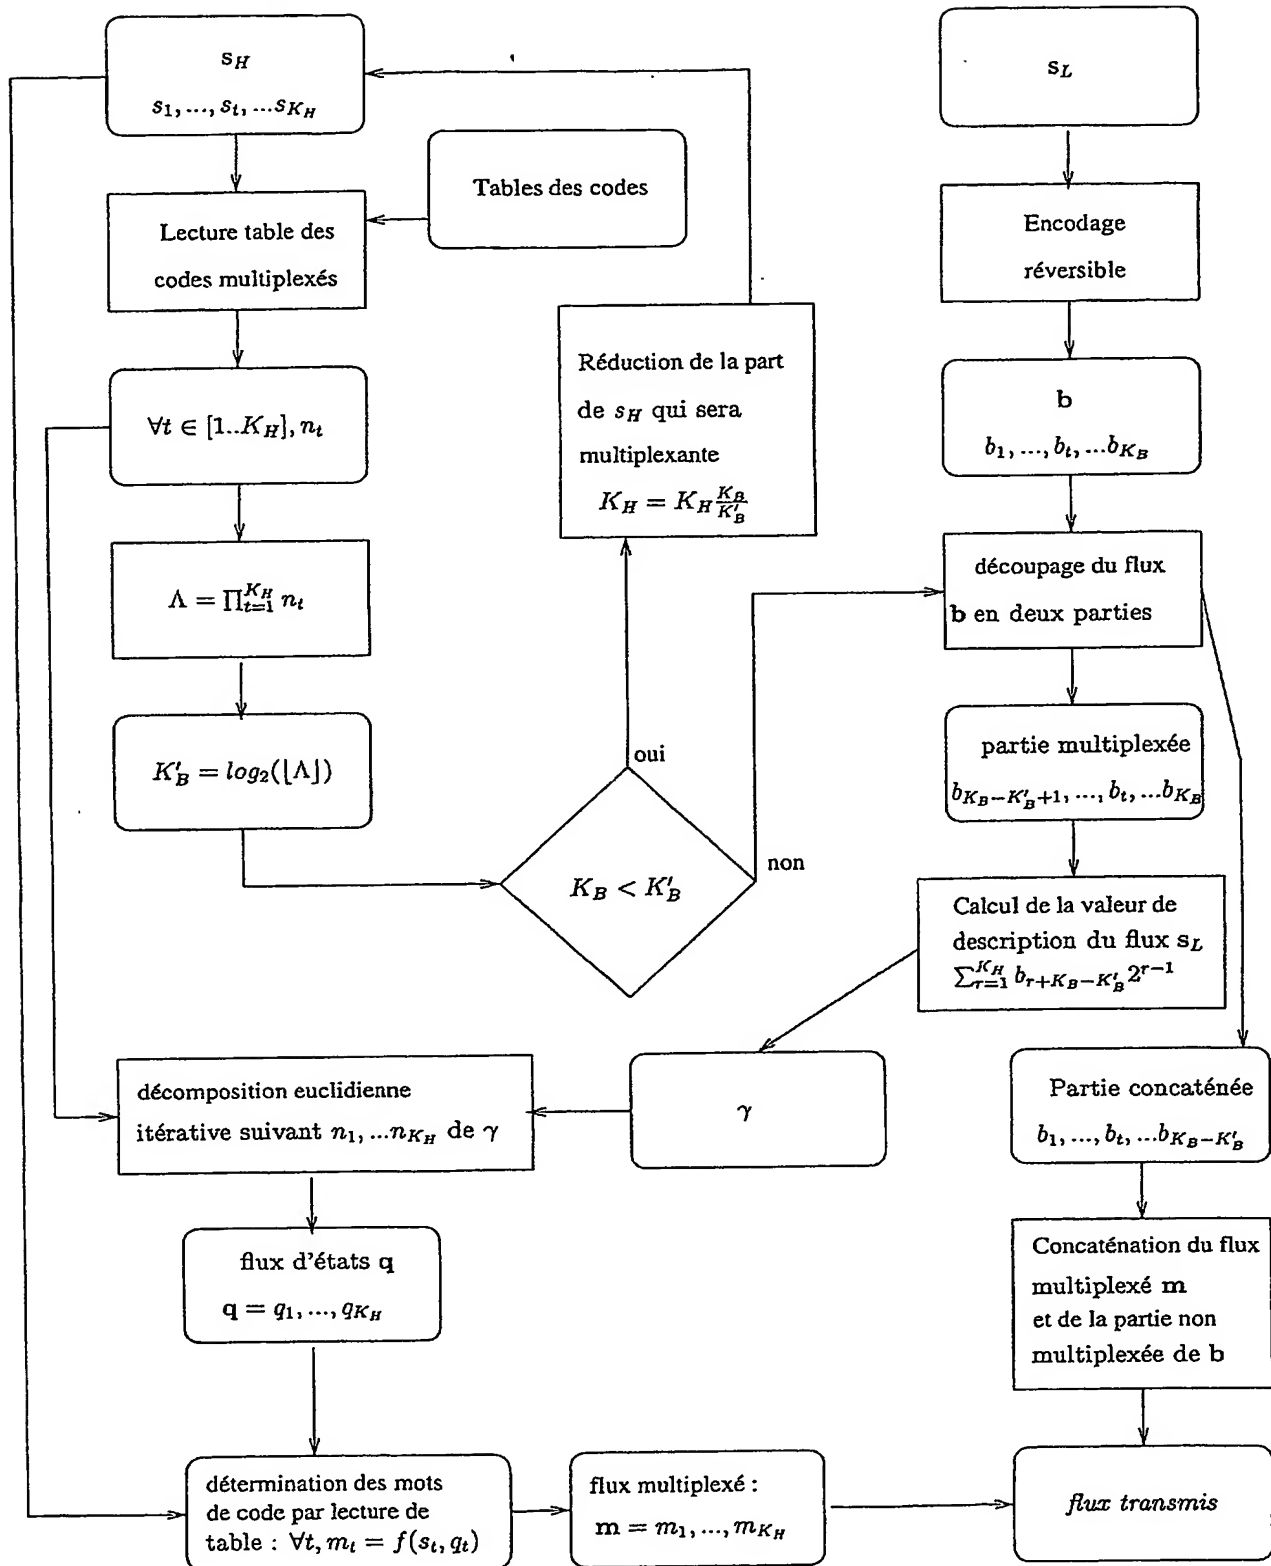 s_H
s_1, ..., s_t, ...s_{K_H}
Tables des codes
Lecture table des
codes multiplexés
∀t ∈ [1..K_H], n_t
Λ = ∏_{t=1}^{K_H} n_t
K'_B = log_2(⌊Λ⌋)
Réduction de la part
de s_H qui sera
multiplexante
K_H = K_H \frac{K_B}{K'_B}
oui
K_B < K'_B
non
s_L
Encodage
réversible
b
b_1, ..., b_t, ...b_{K_B}
découpage du flux
b en deux parties
partie multiplexée
b_{K_B-K'_B+1}, ..., b_t, ...b_{K_B}
Calcul de la valeur de
description du flux s_L
∑_{r=1}^{K_H} b_{r+K_B-K'_B} 2^{r-1}
γ
décomposition euclidienne
itérative suivant n_1, ...n_{K_H} de γ
flux d'états q
q = q_1, ..., q_{K_H}
Partie concaténée
b_1, ..., b_t, ...b_{K_B-K'_B}
Concaténation du flux
multiplexé m
et de la partie non
multiplexée de b
détermination des mots
de code par lecture de
table : ∀t, m_t = f(s_t, q_t)
flux multiplexé :
m = m_1, ..., m_{K_H}
flux transmis